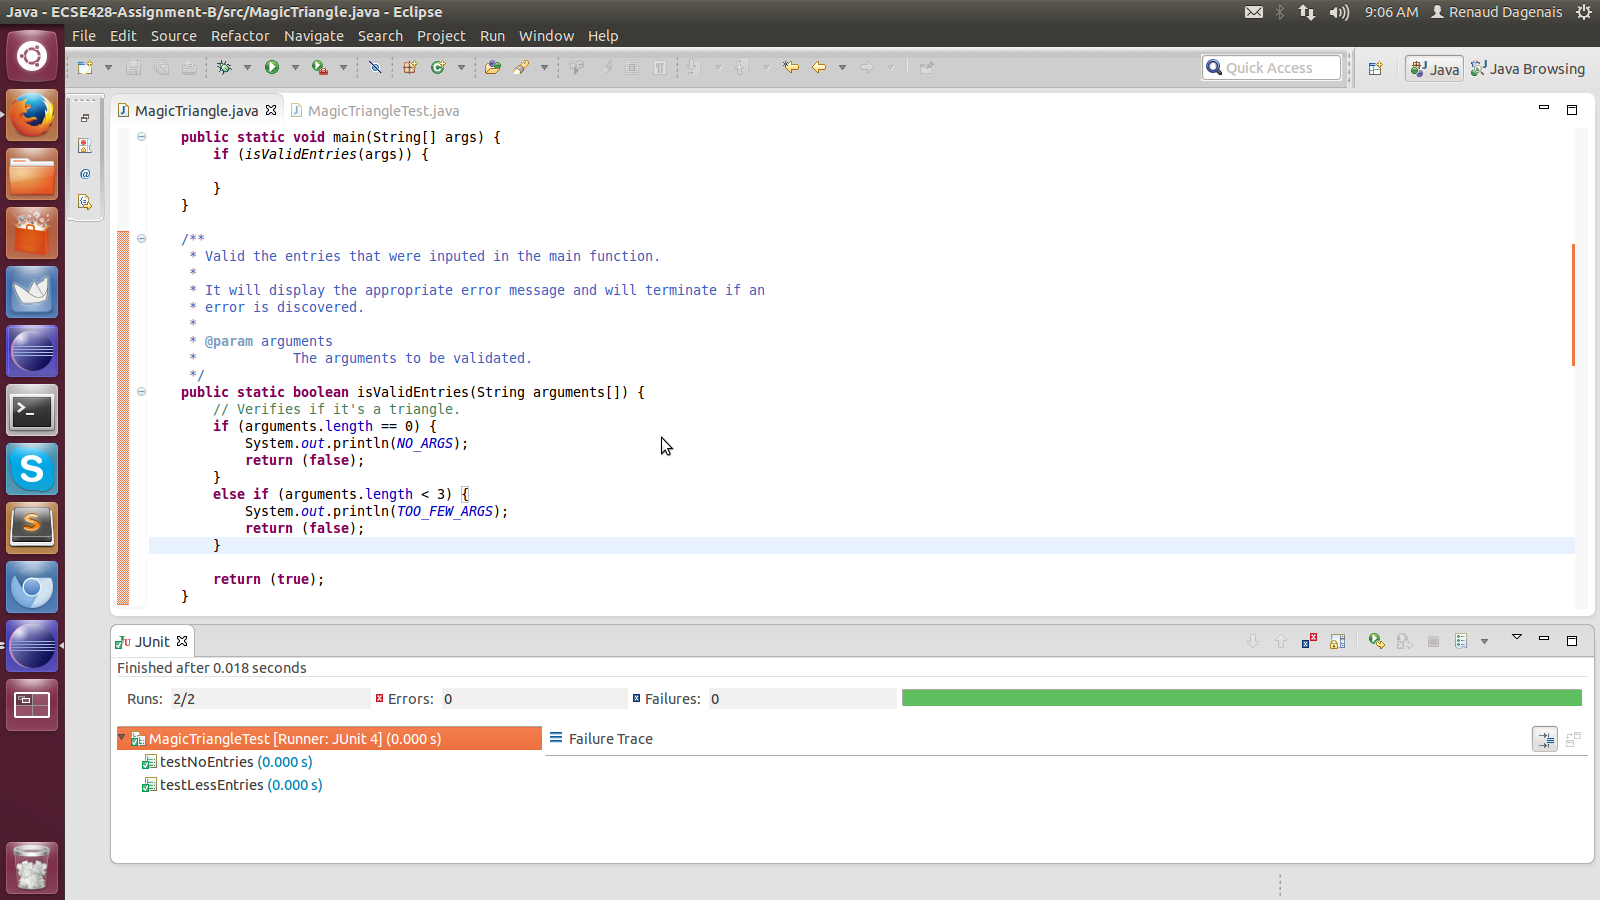 Java - ECSE428-Assignment-B/src/MagicTriangle.java - Eclipse
9:06 AM Renaud Dagenais
File Edit Source Refactor Navigate Search Project Run Window Help
Quick Access
Java
Java Browsing
MagicTriangle.java
MagicTriangleTest.java
public static void main(String[] args) {
if (isValidEntries(args)) {
}
}
/**
* Valid the entries that were inputed in the main function.
*
* It will display the appropriate error message and will terminate if an
* error is discovered.
*
* @param arguments
* The arguments to be validated.
*/
public static boolean isValidEntries(String arguments[]) {
// Verifies if it's a triangle.
if (arguments.length == 0) {
System.out.println(NO_ARGS);
return (false);
}
else if (arguments.length < 3) {
System.out.println(TOO_FEW_ARGS);
return (false);
}
return (true);
}
JUnit
Finished after 0.018 seconds
Runs: 2/2 Errors: 0 Failures: 0
MagicTriangleTest [Runner: JUnit 4] (0.000 s)
Failure Trace
testNoEntries (0.000 s)
testLessEntries (0.000 s)